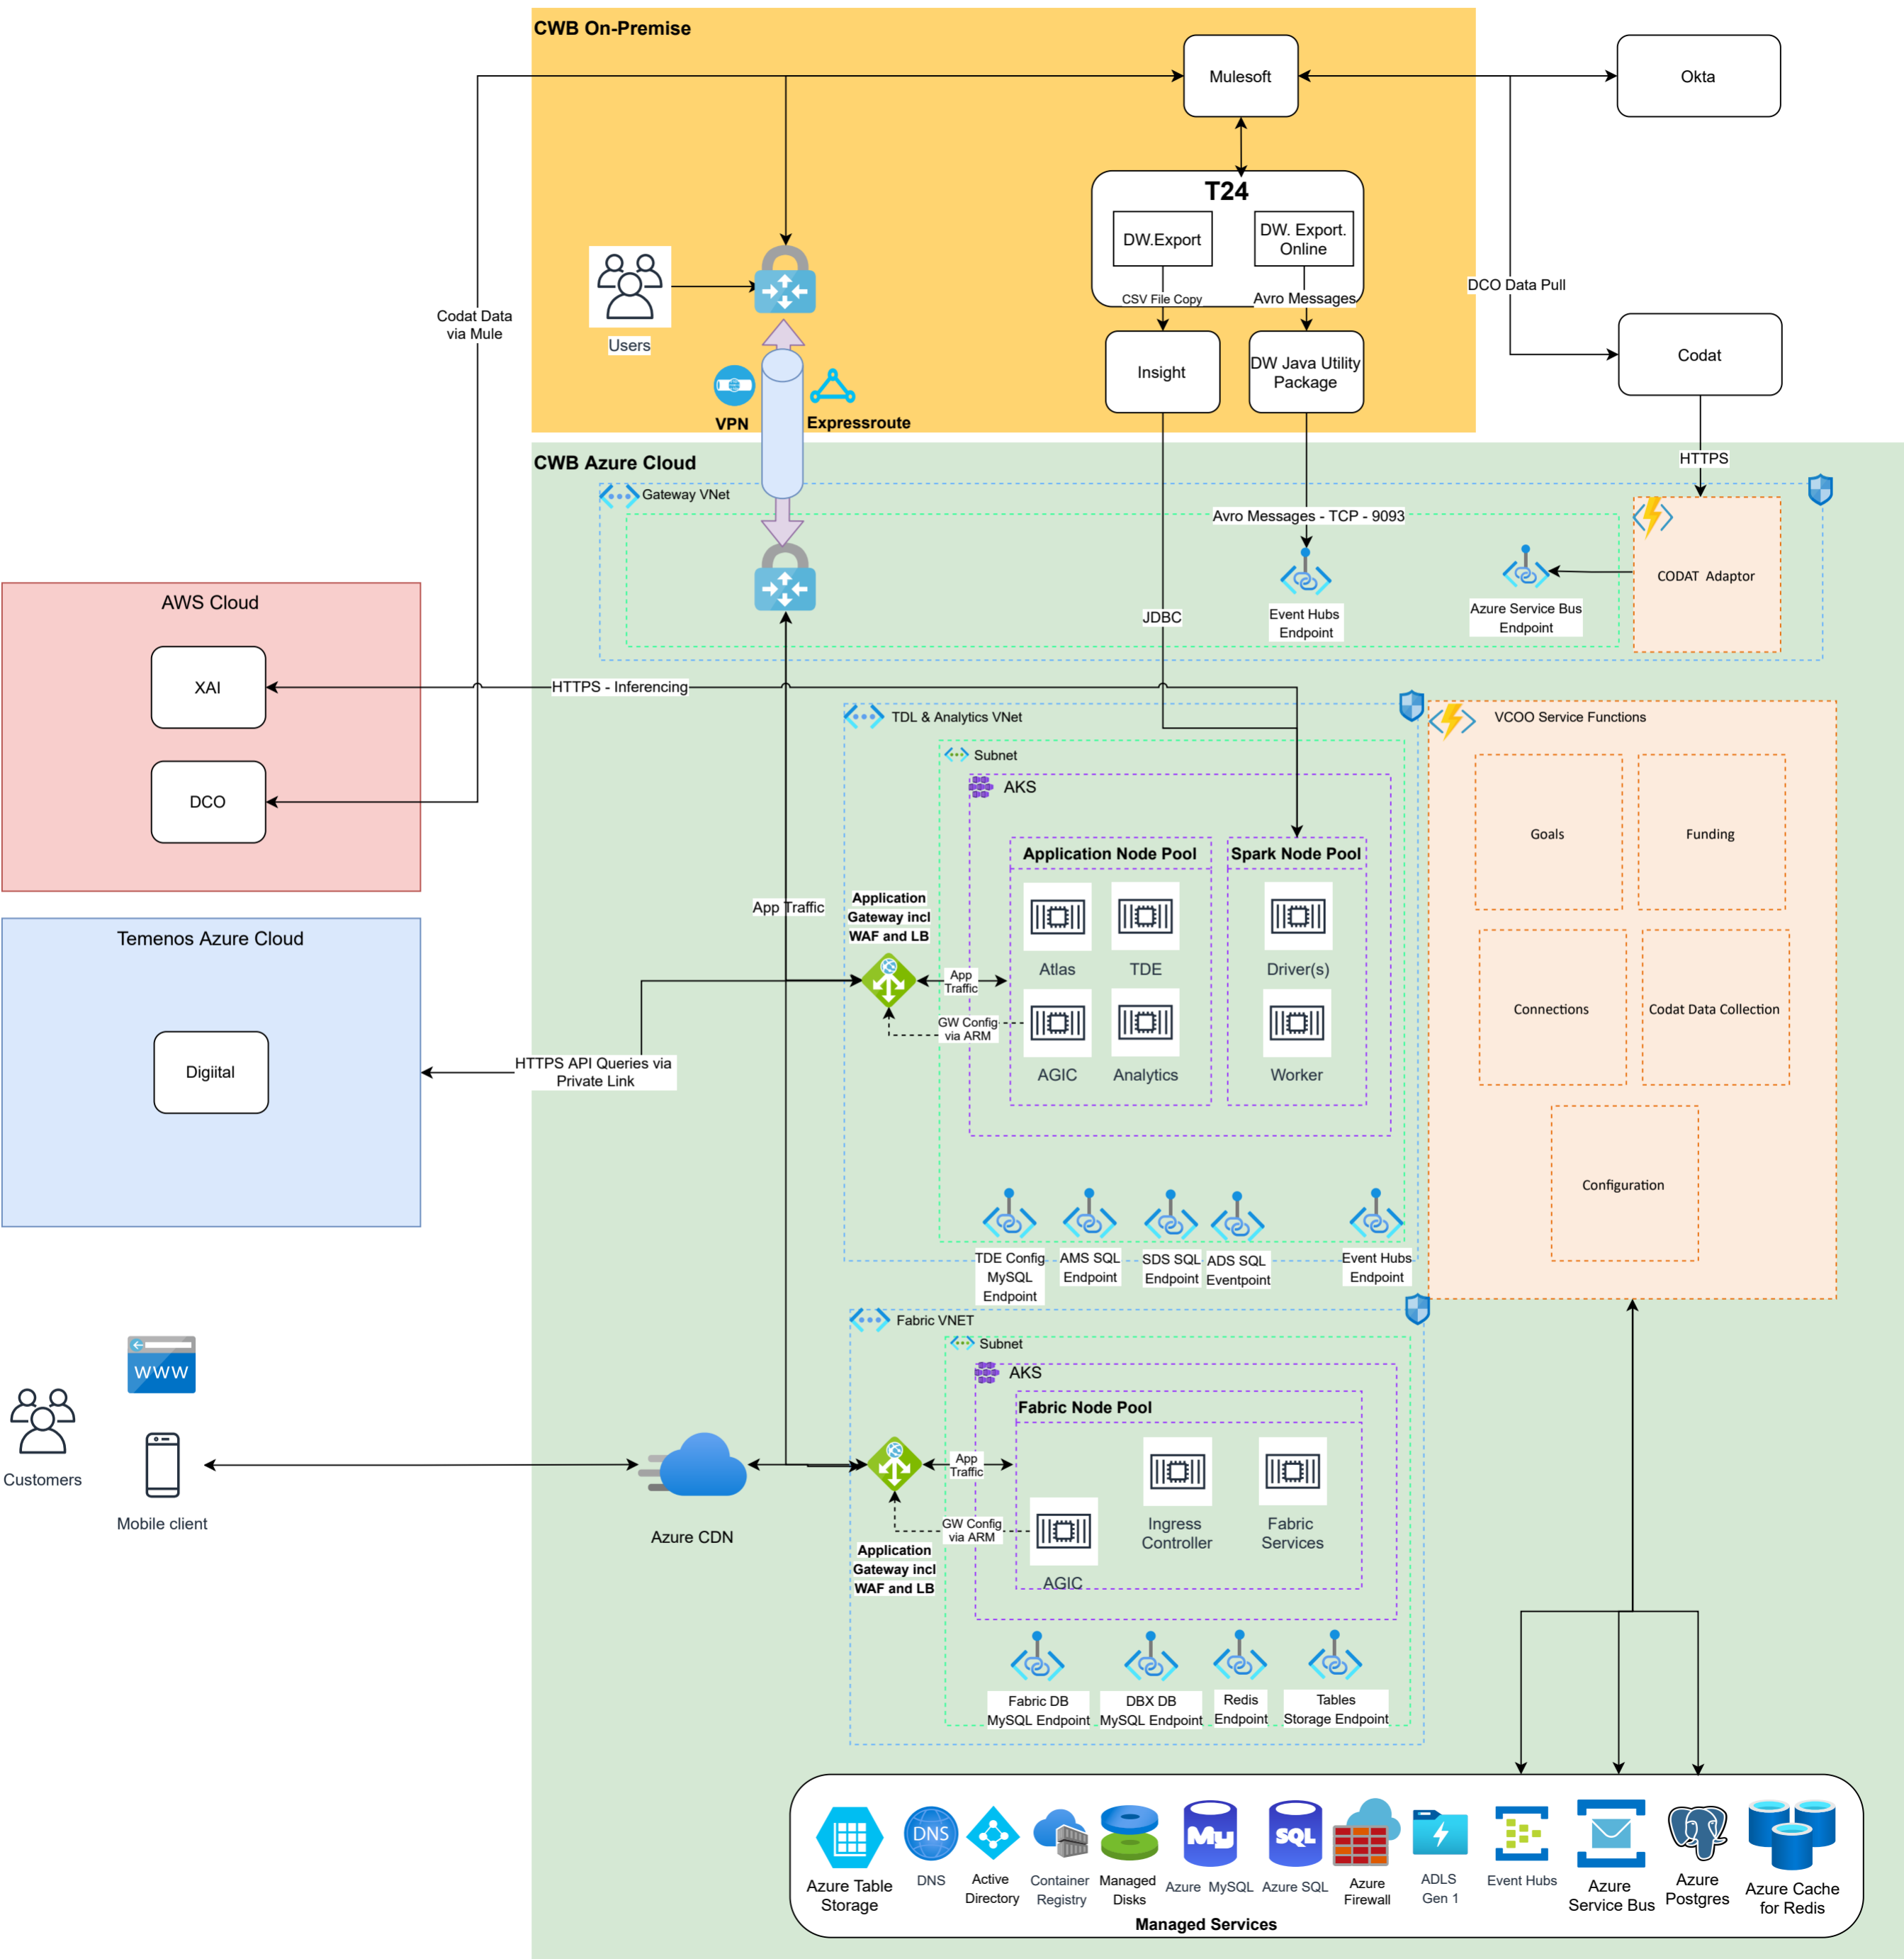 CWB On-Premise
Mulesoft
Okta
T24
DW.Export
DW. Export.
Online
CSV File Copy
Avro Messages
DCO Data Pull
Codat Data
via Mule
Users
Insight
DW Java Utility
Package
Codat
VPN
Expressroute
CWB Azure Cloud
HTTPS
Gateway VNet
Avro Messages - TCP - 9093
CODAT Adaptor
Event Hubs
Endpoint
Azure Service Bus
Endpoint
JDBC
AWS Cloud
XAI
DCO
HTTPS - Inferencing
TDL & Analytics VNet
VCOO Service Functions
Subnet
AKS
Application Node Pool
Spark Node Pool
Goals
Funding
App Traffic
Application
Gateway incl
WAF and LB
Atlas
TDE
Driver(s)
App
Traffic
GW Config
via ARM
AGIC
Analytics
Worker
Connections
Codat Data Collection
Configuration
Temenos Azure Cloud
Digiital
HTTPS API Queries via
Private Link
TDE Config
MySQL
Endpoint
AMS SQL
Endpoint
SDS SQL
Endpoint
ADS SQL
Eventpoint
Event Hubs
Endpoint
Fabric VNET
Subnet
AKS
Fabric Node Pool
WWW
Customers
Mobile client
Azure CDN
App
Traffic
GW Config
via ARM
Application
Gateway incl
WAF and LB
Ingress
Controller
Fabric
Services
AGIC
Fabric DB
MySQL Endpoint
DBX DB
MySQL Endpoint
Redis
Endpoint
Tables
Storage Endpoint
Azure Table
Storage
DNS
DNS
Active
Directory
Container
Registry
Managed
Disks
My
Azure MySQL
SQL
Azure SQL
Azure
Firewall
ADLS
Gen 1
Event Hubs
Azure
Service Bus
Azure
Postgres
Azure Cache
for Redis
Managed Services